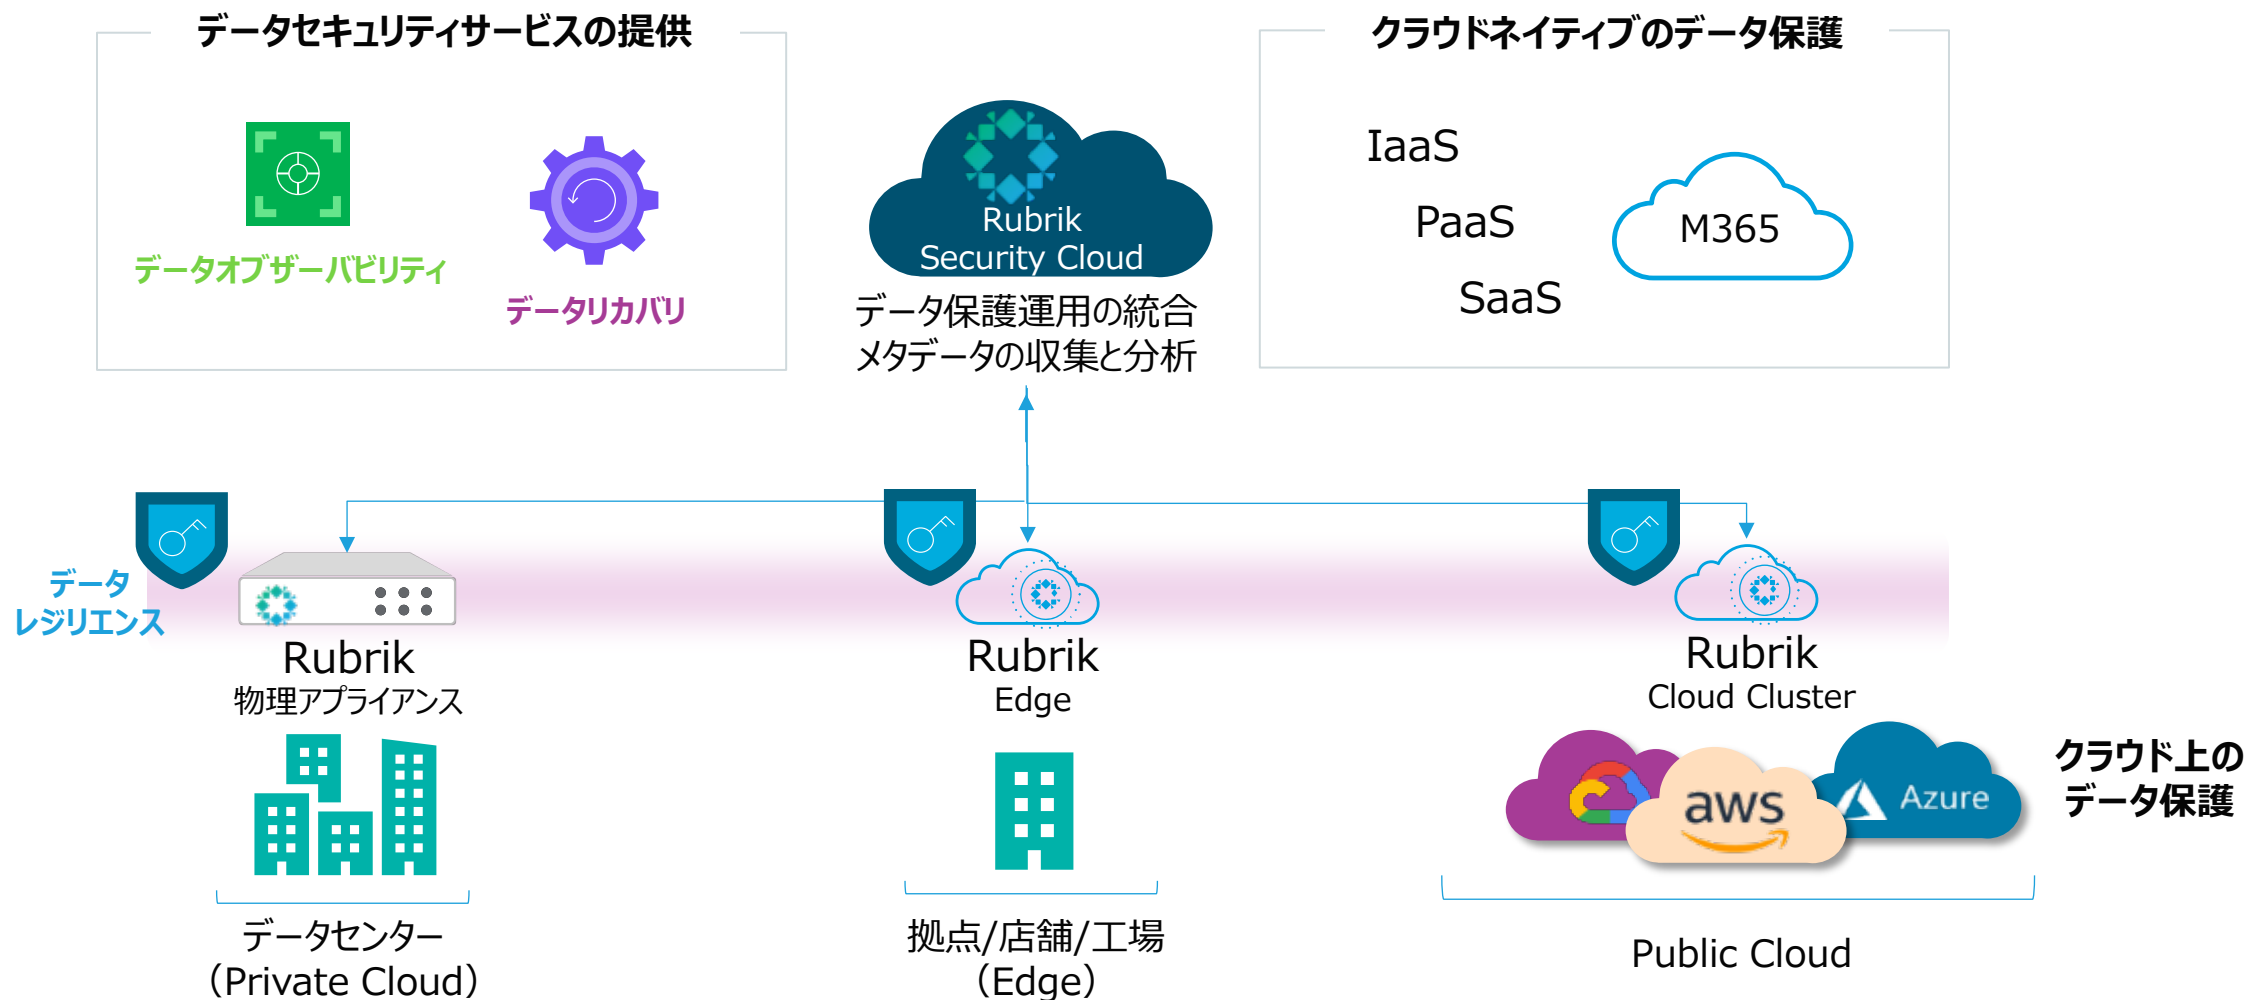 データセキュリティサービスの提供
データオブザーバビリティ
データリカバリ
Rubrik
Security Cloud
データ保護運用の統合
メタデータの収集と分析
クラウドネイティブのデータ保護
IaaS
PaaS
SaaS
M365
データ
レジリエンス
Rubrik
物理アプライアンス
データセンター
（Private Cloud）
Rubrik
Edge
拠点/店舗/工場
（Edge）
Rubrik
Cloud Cluster
aws
Azure
クラウド上の
データ保護
Public Cloud